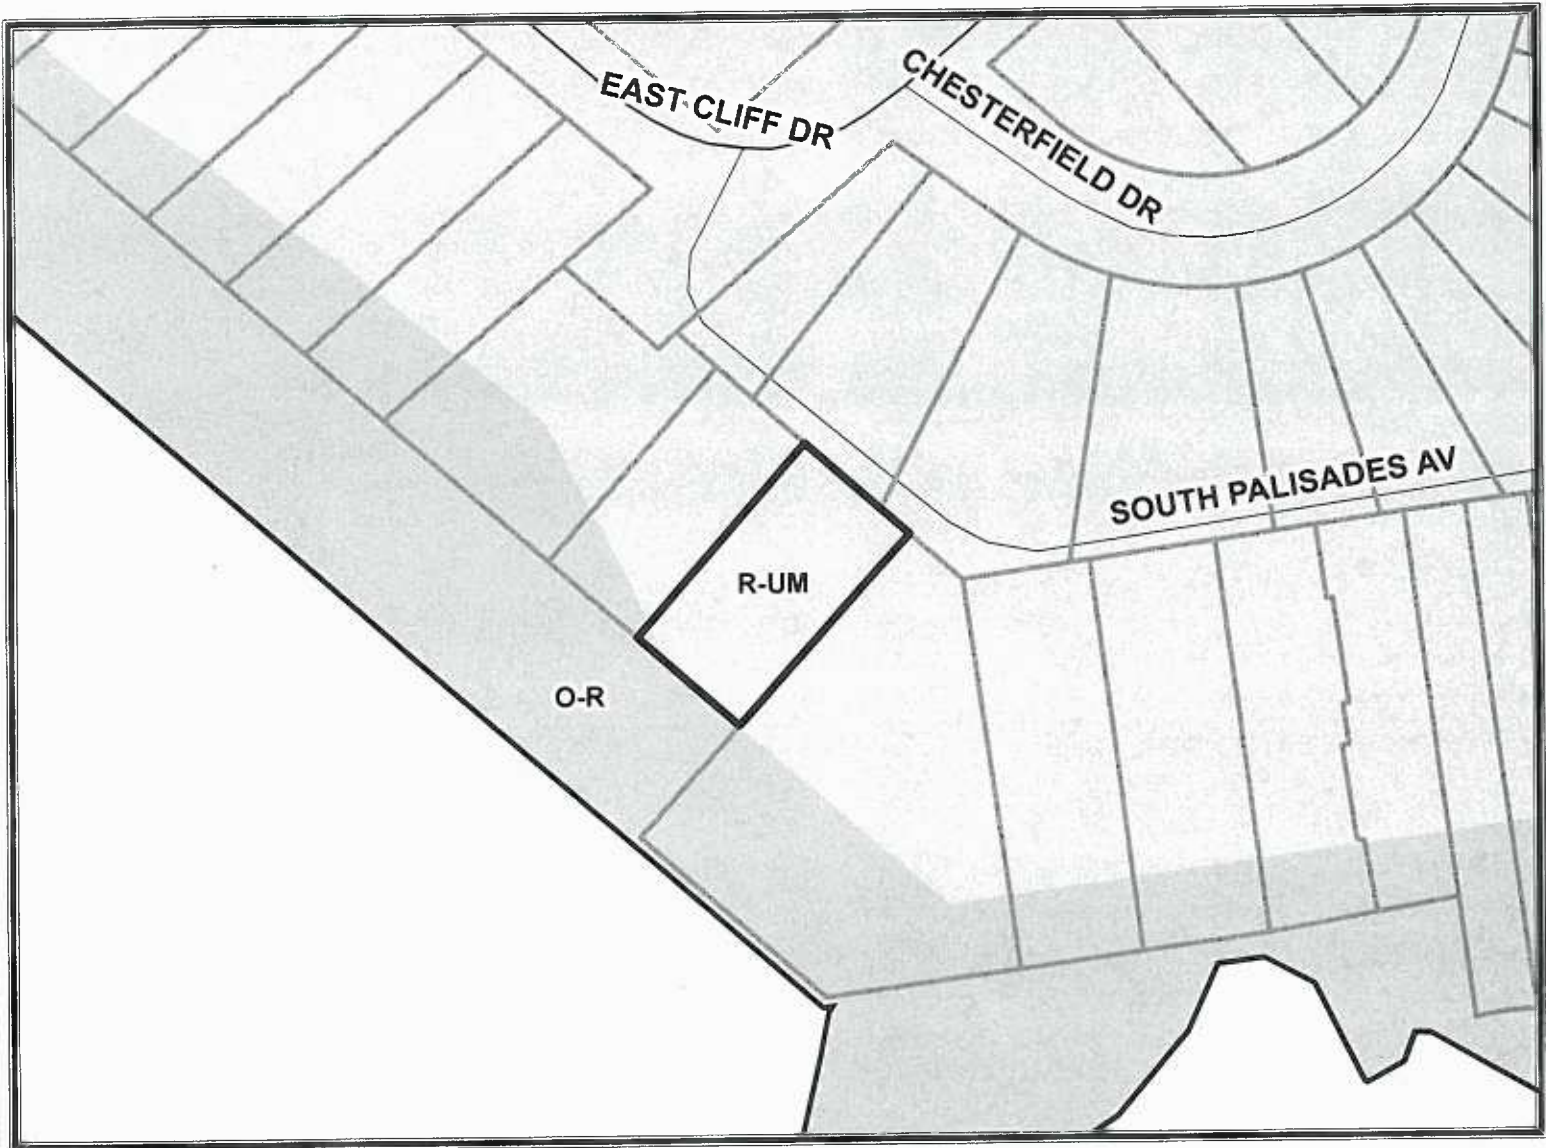 EAST CLIFF DR
CHESTERFIELD DR
SOUTH PALISADES AV
R-UM
O-R